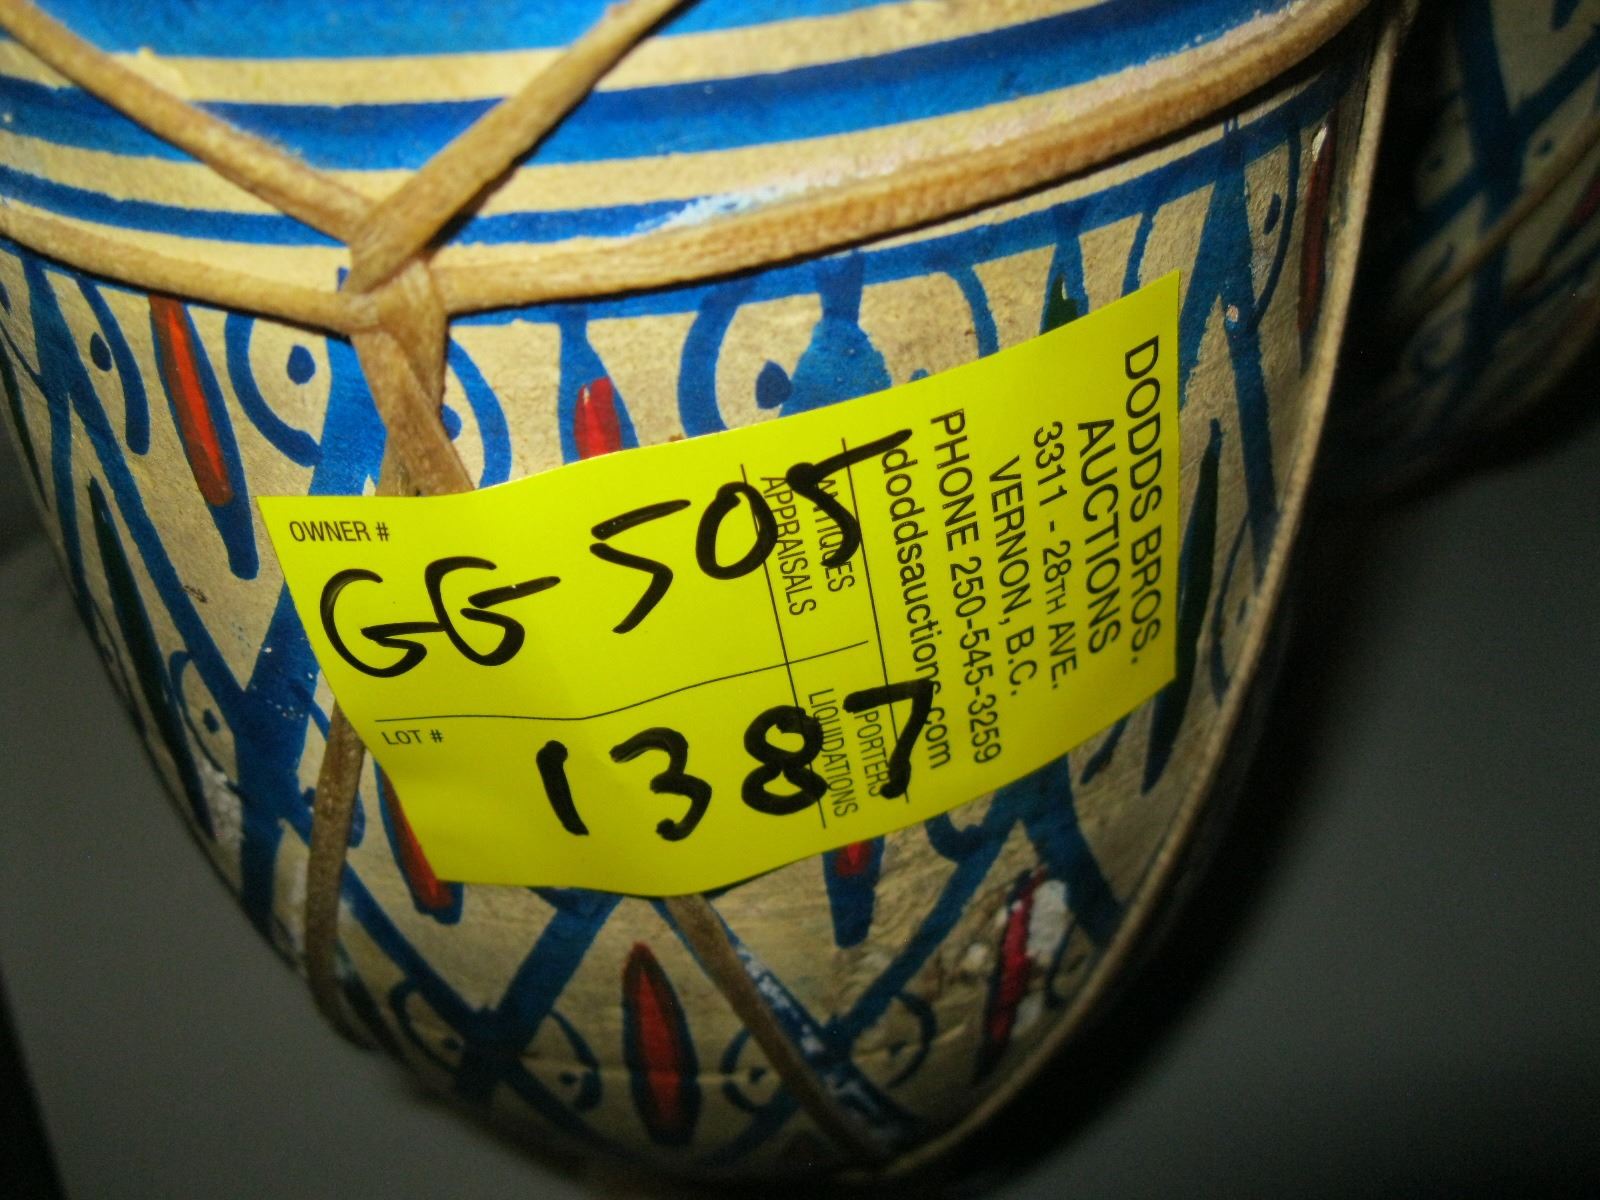 DODDS BROS.
AUCTIONS
3311 - 28TH AVE.
VERNON, B.C.
PHONE 250-545-3259
doddsauctions.com
ANTIQUES
APPRAISALS
PORTERS
LIQUIDATIONS
OWNER #
GG 505
LOT #
1387